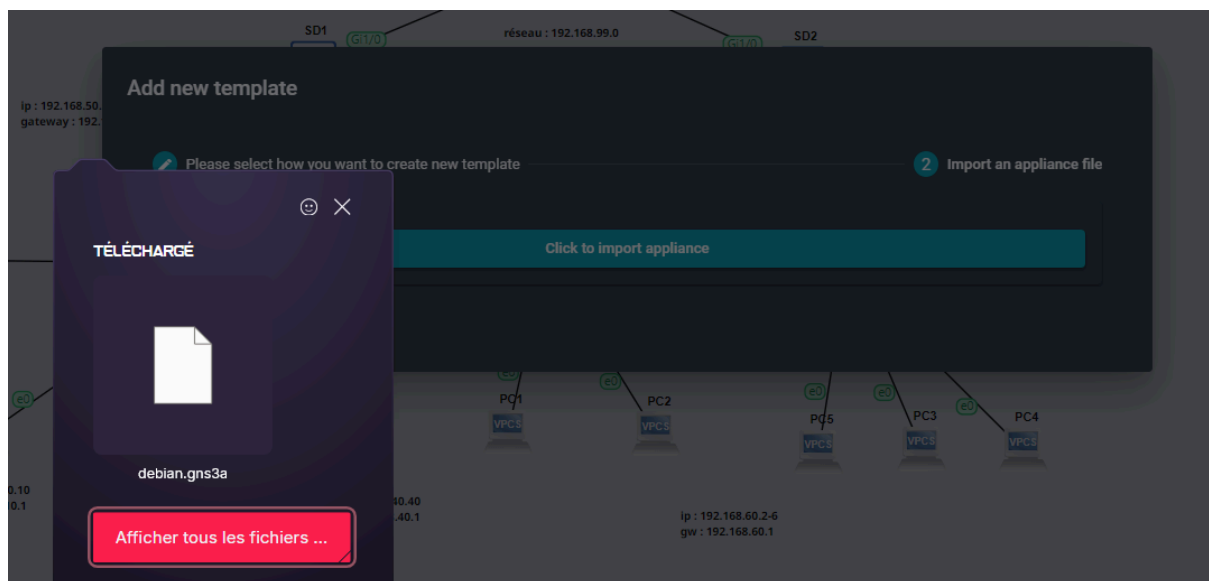 SD1
Gi1/0
réseau : 192.168.99.0
Gi1/0
SD2
Add new template
ip : 192.168.50.
gateway : 192.
Please select how you want to create new template
2 Import an appliance file
TÉLÉCHARGÉ
Click to import appliance
e0
e0
e0
e0
e0
e0
PC1
PC2
PC5
PC3
PC4
VPCS
VPCS
VPCS
VPCS
VPCS
debian.gns3a
0.10
0.1
40.40
.40.1
ip : 192.168.60.2-6
gw : 192.168.60.1
Afficher tous les fichiers ...